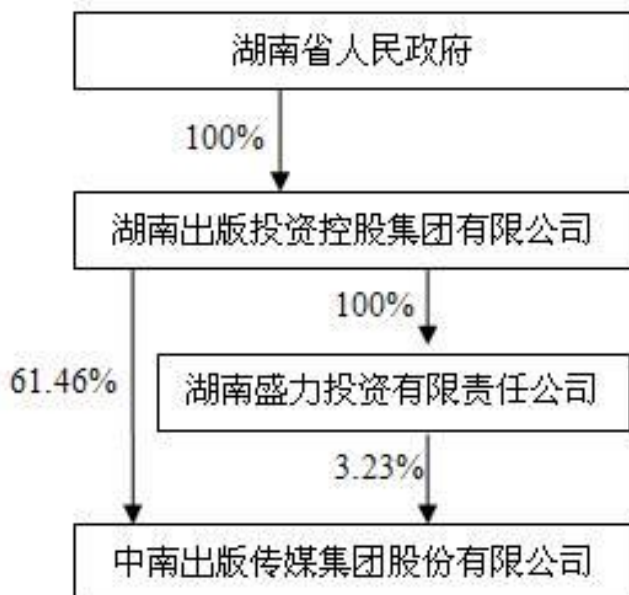 湖南省人民政府
100%
湖南出版投资控股集团有限公司
100%
61.46%
湖南盛力投资有限责任公司
3.23%
中南出版传媒集团股份有限公司